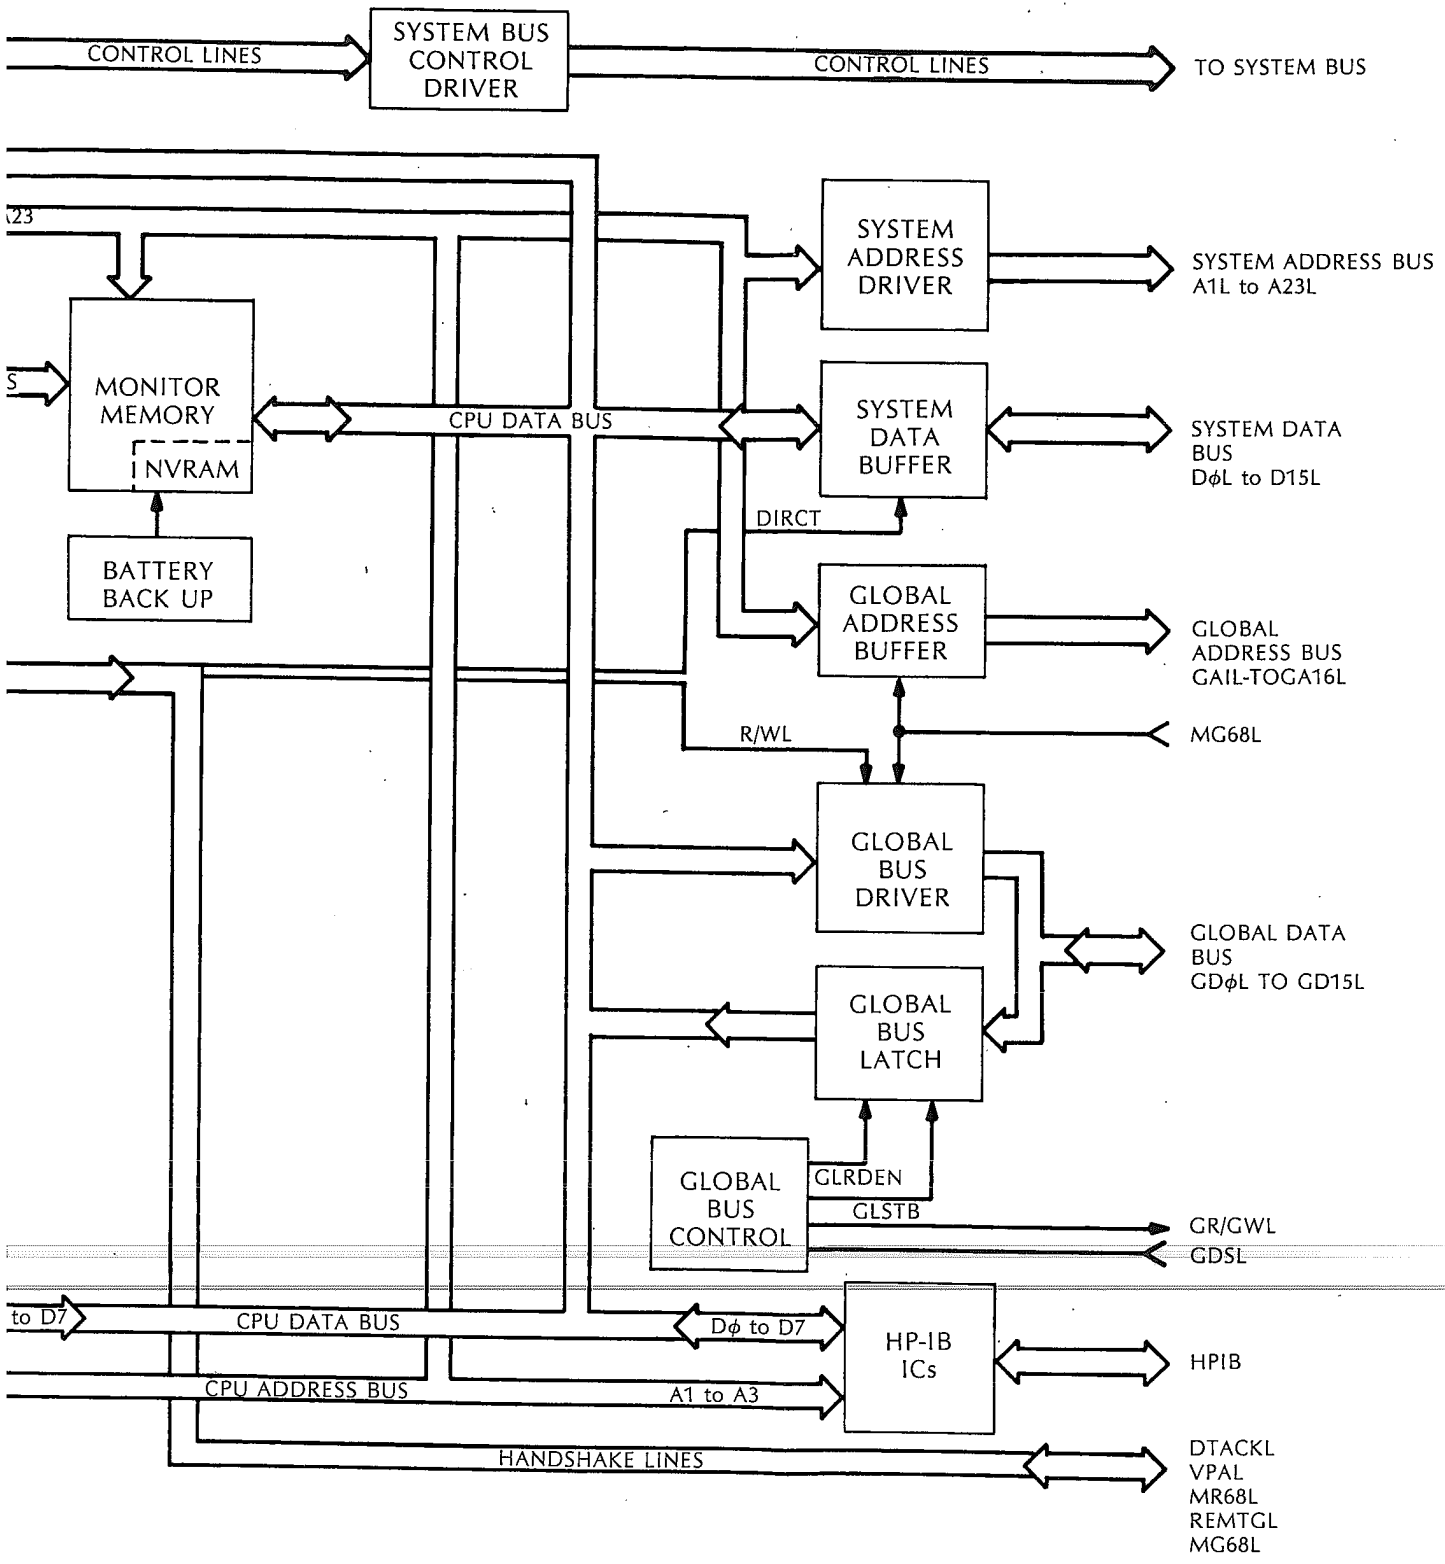 SYSTEM BUS
CONTROL
DRIVER
CONTROL LINES
CONTROL LINES
TO SYSTEM BUS
A23
SYSTEM
ADDRESS
DRIVER
SYSTEM ADDRESS BUS
A1L to A23L
S
MONITOR
MEMORY
NVRAM
CPU DATA BUS
SYSTEM
DATA
BUFFER
SYSTEM DATA
BUS
DφL to D15L
DIRCT
BATTERY
BACK UP
GLOBAL
ADDRESS
BUFFER
GLOBAL
ADDRESS BUS
GAIL-TOGA16L
R/WL
MG68L
GLOBAL
BUS
DRIVER
GLOBAL DATA
BUS
GDφL TO GD15L
GLOBAL
BUS
LATCH
GLOBAL
BUS
CONTROL
GLRDEN
GLSTB
GR/GWL
GDSL
to D7
CPU DATA BUS
Dφ to D7
HP-IB
ICs
HPIB
CPU ADDRESS BUS
A1 to A3
HANDSHAKE LINES
DTACKL
VPAL
MR68L
REMTGL
MG68L